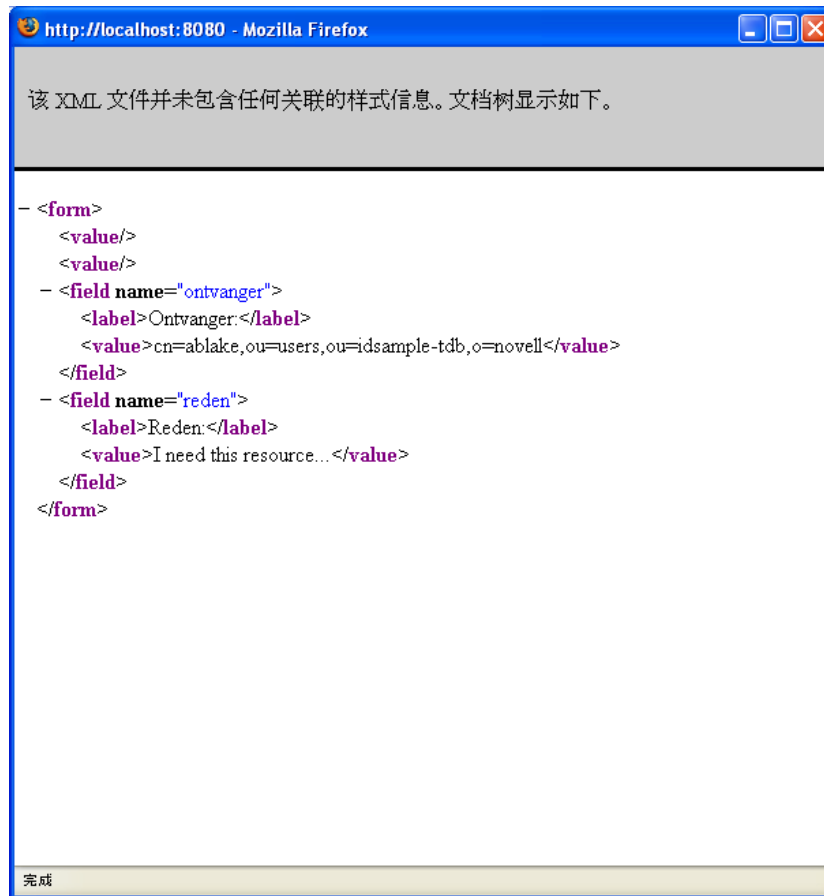 http://localhost:8080 - Mozilla Firefox
该 XML 文件并未包含任何关联的样式信息。文档树显示如下。
− <form>
<value/>
<value/>
− <field name="ontvanger">
<label>Ontvanger:</label>
<value>cn=ablake,ou=users,ou=idsample-tdb,o=novell</value>
</field>
− <field name="reden">
<label>Reden:</label>
<value>I need this resource...</value>
</field>
</form>
完成